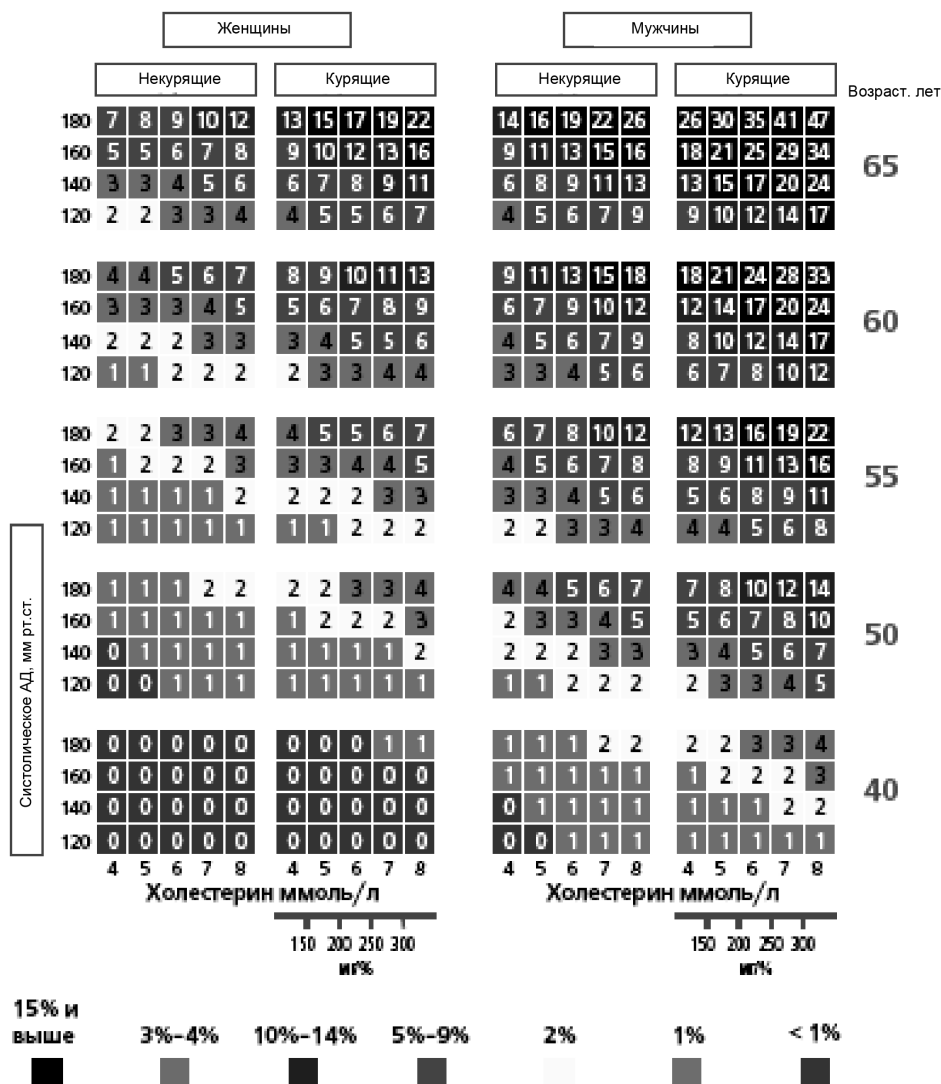 Женщины Мужчины
Некурящие Курящие Некурящие Курящие
Возраст. лет
180 7 8 9 10 12 13 15 17 19 22 14 16 19 22 26 26 30 35 41 47
160 5 5 6 7 8 9 10 12 13 16 9 11 13 15 16 18 21 25 29 34
65
140 3 3 4 5 6 6 7 8 9 11 6 8 9 11 13 13 15 17 20 24
120 2 2 3 3 4 4 5 5 6 7 4 5 6 7 9 9 10 12 14 17
180 4 4 5 6 7 8 9 10 11 13 9 11 13 15 18 18 21 24 28 33
160 3 3 3 4 5 5 6 7 8 9 6 7 9 10 12 12 14 17 20 24
60
140 2 2 2 3 3 3 4 5 5 6 4 5 6 7 9 8 10 12 14 17
120 1 1 2 2 2 2 3 3 4 4 3 3 4 5 6 6 7 8 10 12
180 2 2 3 3 4 4 5 5 6 7 6 7 8 10 12 12 13 16 19 22
160 1 2 2 2 3 3 3 4 4 5 4 5 6 7 8 8 9 11 13 16
55
140 1 1 1 1 2 2 2 2 3 3 3 3 4 5 6 5 6 8 9 11
120 1 1 1 1 1 1 1 2 2 2 2 2 3 3 4 4 4 5 6 8
Систолическое АД, мм рт.ст.
180 1 1 1 2 2 2 2 3 3 4 4 4 5 6 7 7 8 10 12 14
160 1 1 1 1 1 1 2 2 2 3 2 3 3 4 5 5 6 7 8 10
50
140 0 1 1 1 1 1 1 1 1 2 2 2 2 3 3 3 4 5 6 7
120 0 0 1 1 1 1 1 1 1 1 1 1 2 2 2 2 3 3 4 5
180 0 0 0 0 0 0 0 0 1 1 1 1 1 2 2 2 2 3 3 4
160 0 0 0 0 0 0 0 0 0 0 1 1 1 1 1 1 2 2 2 3
40
140 0 0 0 0 0 0 0 0 0 0 0 1 1 1 1 1 1 1 2 2
120 0 0 0 0 0 0 0 0 0 0 0 0 1 1 1 1 1 1 1 1
4 5 6 7 8 4 5 6 7 8 4 5 6 7 8 4 5 6 7 8
Холестерин ммоль/л Холестерин ммоль/л
150 200 250 300 150 200 250 300
мг% мг%
15% и
выше 3%–4% 10%–14% 5%–9% 2% 1% < 1%